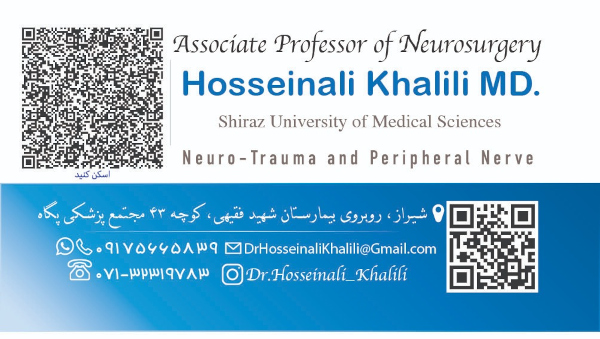 Associate Professor of Neurosurgery
Hosseinali Khalili MD.
Shiraz University of Medical Sciences
Neuro-Trauma and Peripheral Nerve
اسکن کنید
شیراز، روبروی بیمارستان شهید فقیهی، کوچه ۴۳ مجتمع پزشکی پگاه
۰۹۱۷۵۶۶۵۸۳۹ DrHosseinaliKhalili@Gmail.com
۰۷۱-۳۲۳۱۹۷۸۳ Dr.Hosseinali_Khalili